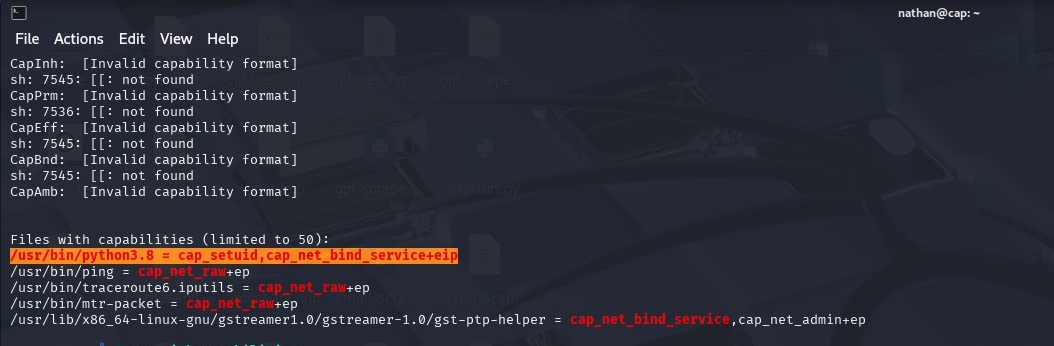 nathan@cap: ~
File Actions Edit View Help
CapInh:  [Invalid capability format]
sh: 7545: [[: not found
CapPrm:  [Invalid capability format]
sh: 7536: [[: not found
CapEff:  [Invalid capability format]
sh: 7545: [[: not found
CapBnd:  [Invalid capability format]
sh: 7545: [[: not found
CapAmb:  [Invalid capability format]
Files with capabilities (limited to 50):
/usr/bin/python3.8 = cap_setuid,cap_net_bind_service+eip
/usr/bin/ping = cap_net_raw+ep
/usr/bin/traceroute6.iputils = cap_net_raw+ep
/usr/bin/mtr-packet = cap_net_raw+ep
/usr/lib/x86_64-linux-gnu/gstreamer1.0/gstreamer-1.0/gst-ptp-helper = cap_net_bind_service,cap_net_admin+ep